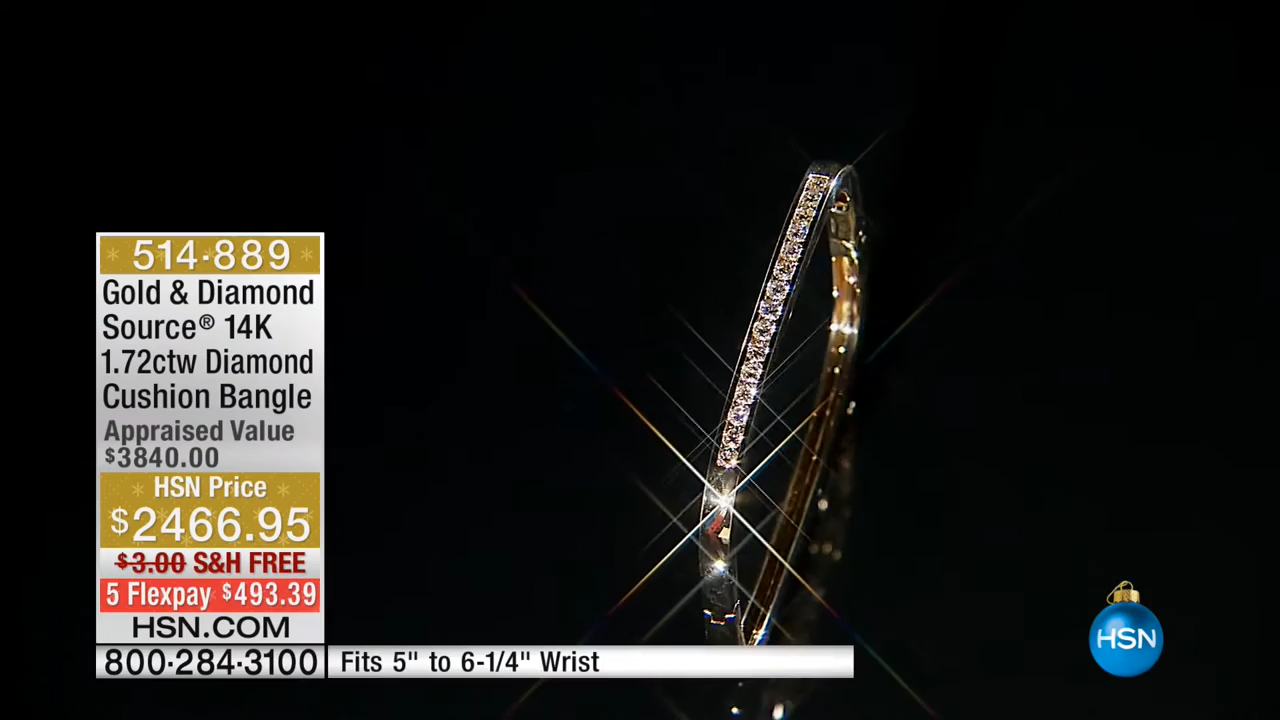 514·889
Gold & Diamond
Source® 14K
1.72ctw Diamond
Cushion Bangle
Appraised Value
$3840.00
HSN Price
$2466.95
$3.00 S&H FREE
5 Flexpay $493.39
HSN.COM
800·284·3100
Fits 5" to 6-1/4" Wrist
HSN